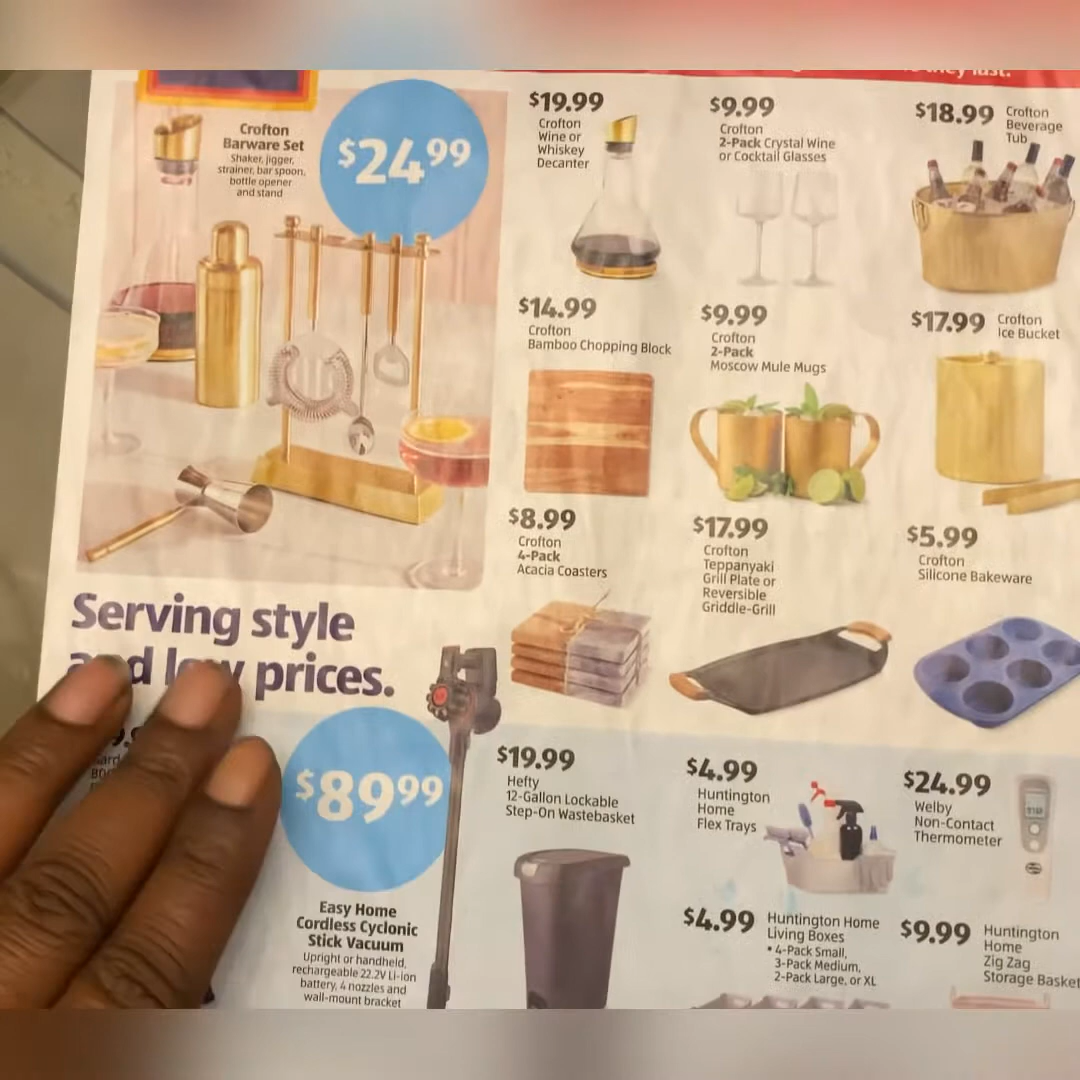 they last.
Crofton
Barware Set
Shaker, jigger,
strainer, bar spoon,
bottle opener
and stand
$24 99
$19.99
Crofton
Wine or
Whiskey
Decanter
$9.99
Crofton
2-Pack Crystal Wine
or Cocktail Glasses
$18.99
Crofton
Beverage
Tub
$14.99
Crofton
Bamboo Chopping Block
$9.99
Crofton
2-Pack
Moscow Mule Mugs
$17.99
Crofton
Ice Bucket
$8.99
Crofton
4-Pack
Acacia Coasters
$17.99
Crofton
Teppanyaki
Grill Plate or
Reversible
Griddle-Grill
$5.99
Crofton
Silicone Bakeware
Serving style
prices.
$89 99
Easy Home
Cordless Cyclonic
Stick Vacuum
Upright or handheld,
rechargeable 22.2V Li-ion
battery, 4 nozzles and
wall-mount bracket
$19.99
Hefty
12-Gallon Lockable
Step-On Wastebasket
$4.99
Huntington
Home
Flex Trays
$24.99
Welby
Non-Contact
Thermometer
$4.99
Huntington Home
Living Boxes
• 4-Pack Small,
3-Pack Medium,
2-Pack Large, or XL
$9.99
Huntington
Home
Zig Zag
Storage Basket